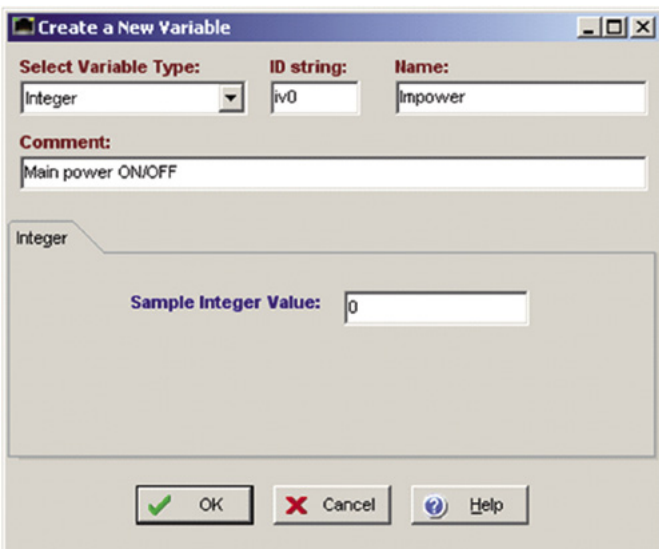 Create a New Variable
Select Variable Type: ID string: Name:
Integer iv0 Impower
Comment:
Main power ON/OFF
Integer
Sample Integer Value: 0
OK Cancel Help